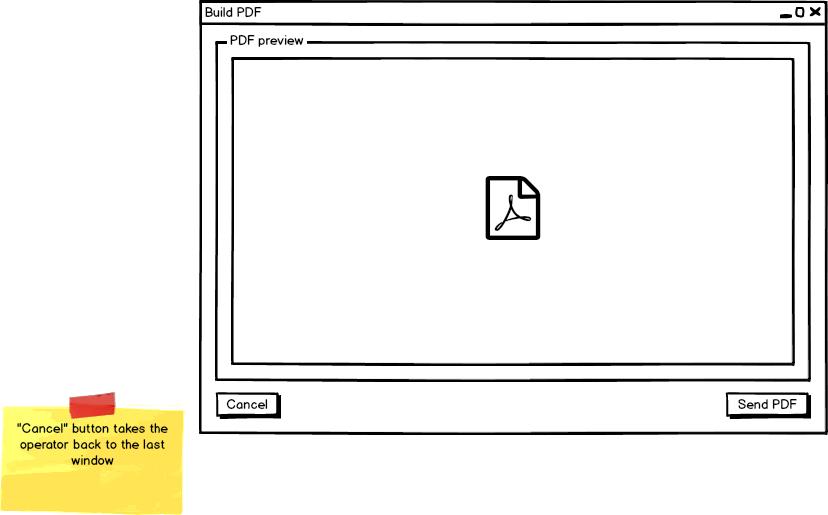 Build PDF
PDF preview
Cancel
Send PDF
"Cancel" button takes the
operator back to the last
window